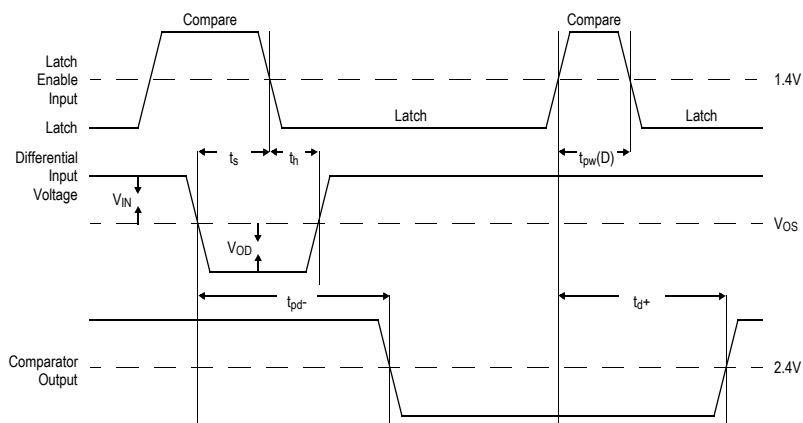 Compare
Compare
Latch
Enable
Input
1.4V
Latch
Latch
Latch
Differential
Input
Voltage
ts
th
tpw(D)
VIN
VOS
VOD
tpd-
td+
Comparator
Output
2.4V